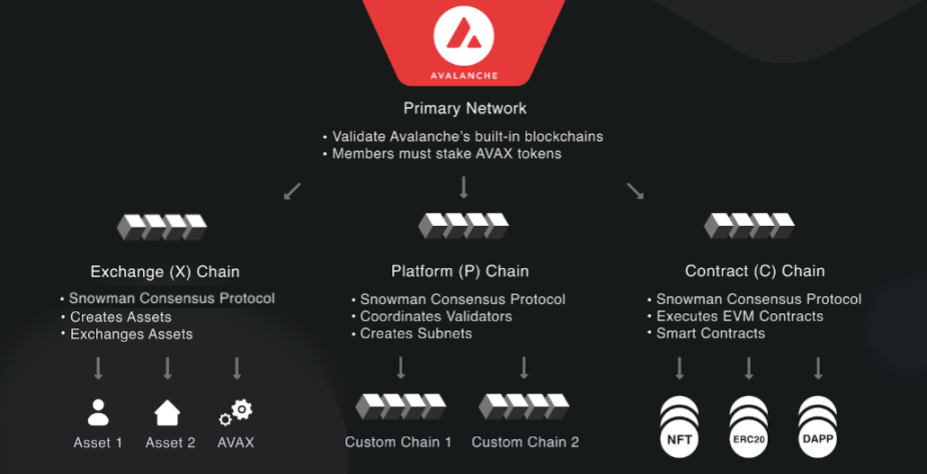 AVALANCHE
Primary Network
• Validate Avalanche's built-in blockchains
• Members must stake AVAX tokens
Exchange (X) Chain
• Snowman Consensus Protocol
• Creates Assets
• Exchanges Assets
Asset 1
Asset 2
AVAX
Platform (P) Chain
• Snowman Consensus Protocol
• Coordinates Validators
• Creates Subnets
Custom Chain 1
Custom Chain 2
Contract (C) Chain
• Snowman Consensus Protocol
• Executes EVM Contracts
• Smart Contracts
NFT
ERC20
DAPP